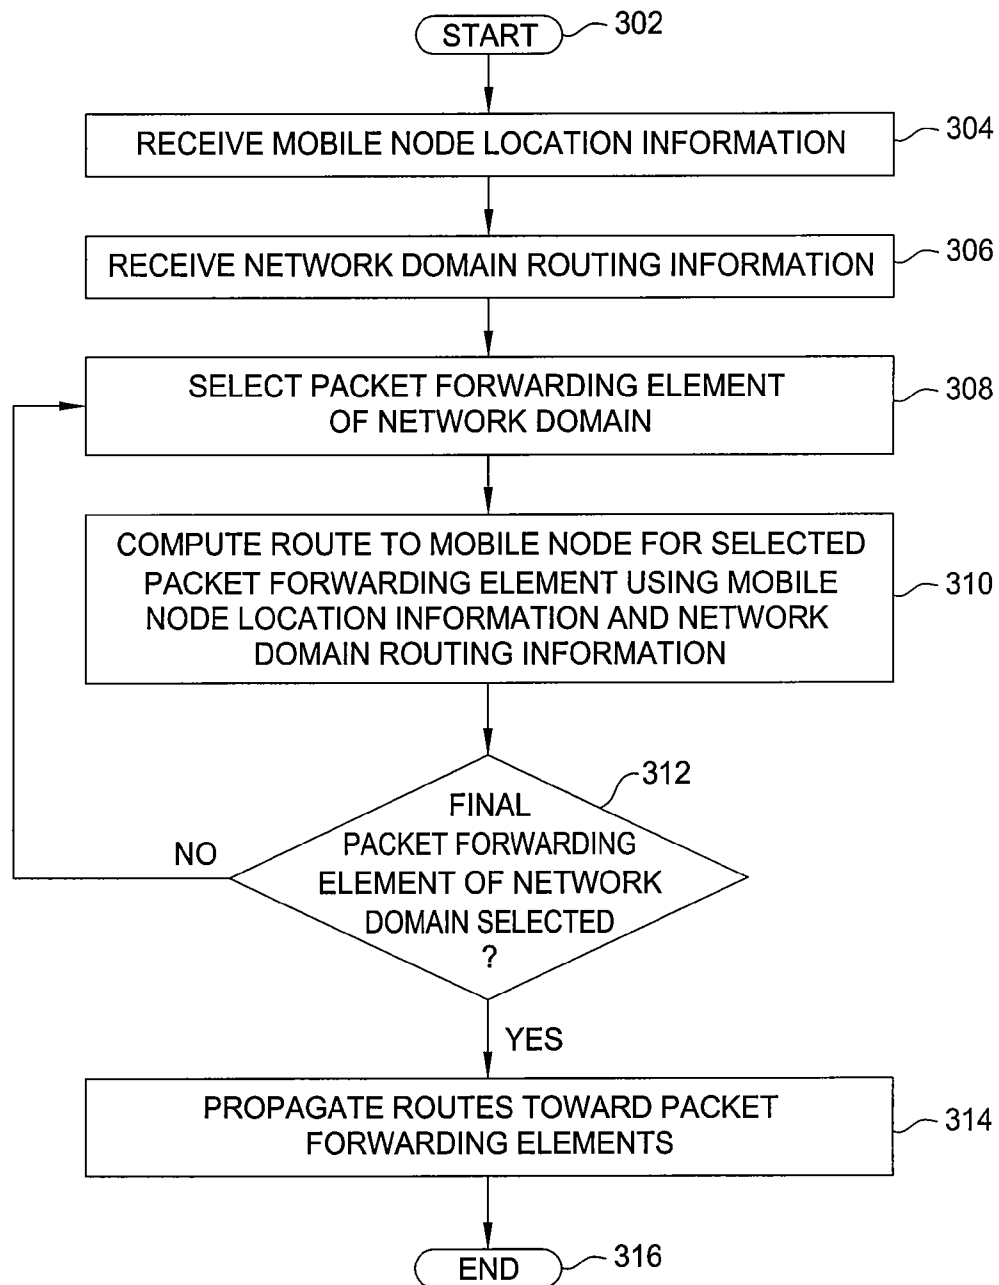 START
302
RECEIVE MOBILE NODE LOCATION INFORMATION
304
RECEIVE NETWORK DOMAIN ROUTING INFORMATION
306
SELECT PACKET FORWARDING ELEMENT
OF NETWORK DOMAIN
308
COMPUTE ROUTE TO MOBILE NODE FOR SELECTED
PACKET FORWARDING ELEMENT USING MOBILE
NODE LOCATION INFORMATION AND NETWORK
DOMAIN ROUTING INFORMATION
310
312
FINAL
PACKET FORWARDING
ELEMENT OF NETWORK
DOMAIN SELECTED
?
NO
YES
PROPAGATE ROUTES TOWARD PACKET
FORWARDING ELEMENTS
314
END
316